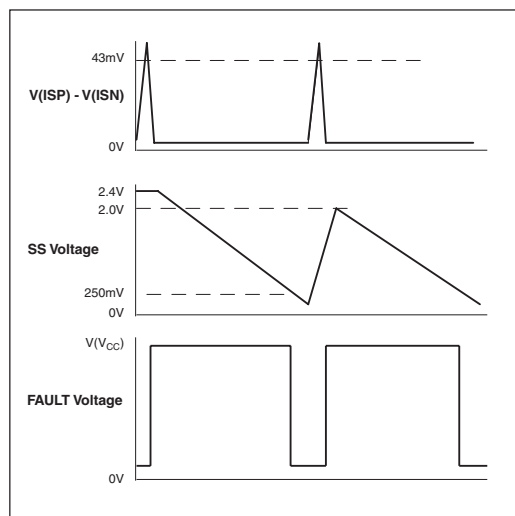 43mV
V(ISP) - V(ISN)
0V
2.4V
2.0V
SS Voltage
250mV
0V
V(VCC)
FAULT Voltage
0V